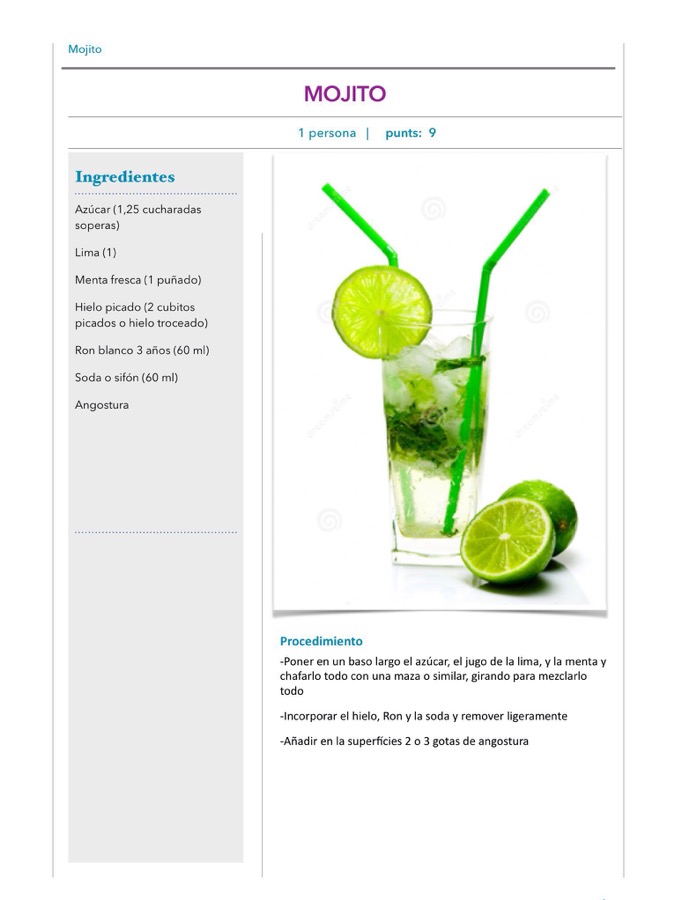 Mojito
MOJITO
1 persona | punts: 9
Ingredientes
Azúcar (1,25 cucharadas
soperas)
Lima (1)
Menta fresca (1 puñado)
Hielo picado (2 cubitos
picados o hielo troceado)
Ron blanco 3 años (60 ml)
Soda o sifón (60 ml)
Angostura
Procedimiento
-Poner en un baso largo el azúcar, el jugo de la lima, y la menta y
chafarlo todo con una maza o similar, girando para mezclarlo
todo
-Incorporar el hielo, Ron y la soda y remover ligeramente
-Añadir en la superfícies 2 o 3 gotas de angostura